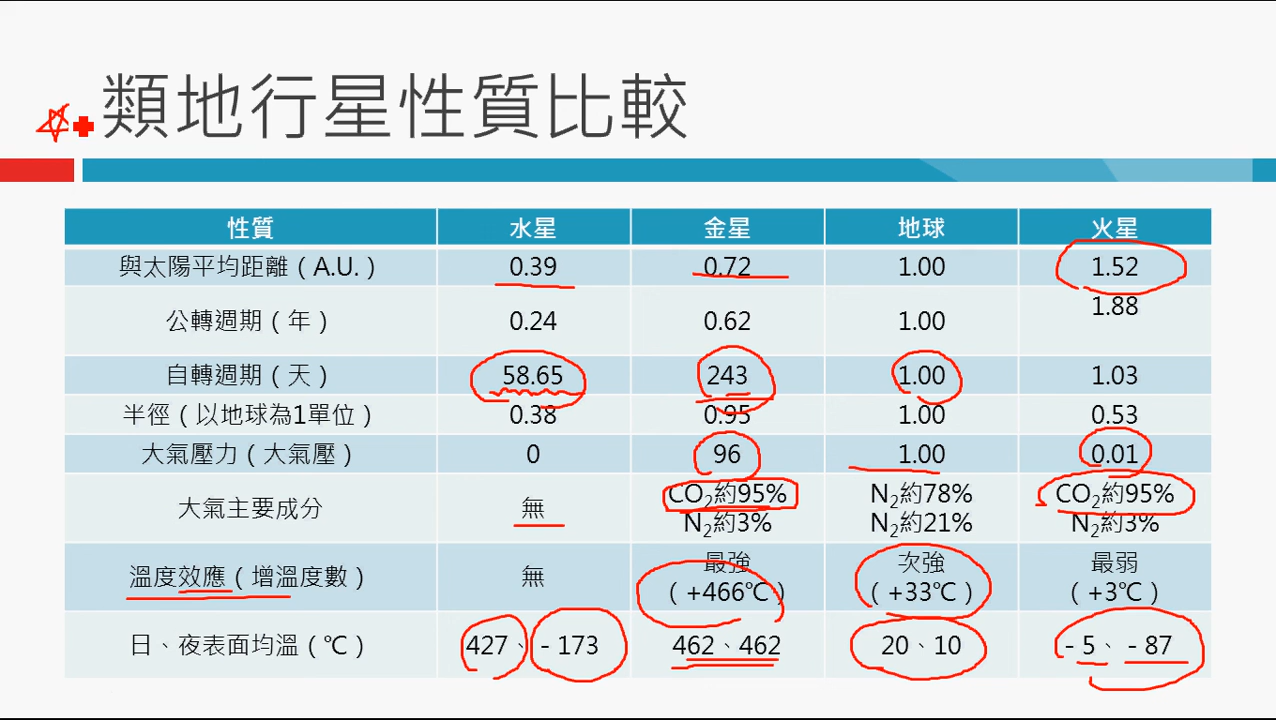 類地行星性質比較
性質 水星 金星 地球 火星
與太陽平均距離（A.U.） 0.39 0.72 1.00 1.52
公轉週期（年） 0.24 0.62 1.00 1.88
自轉週期（天） 58.65 243 1.00 1.03
半徑（以地球為1單位） 0.38 0.95 1.00 0.53
大氣壓力（大氣壓） 0 96 1.00 0.01
大氣主要成分 無 CO₂約95% N₂約78% CO₂約95%
N₂約3% N₂約21% N₂約3%
溫度效應（增溫度數） 無 最強 次強 最弱
（+466℃） （+33℃） （+3℃）
日、夜表面均溫（℃） 427、-173 462、462 20、10 -5、-87